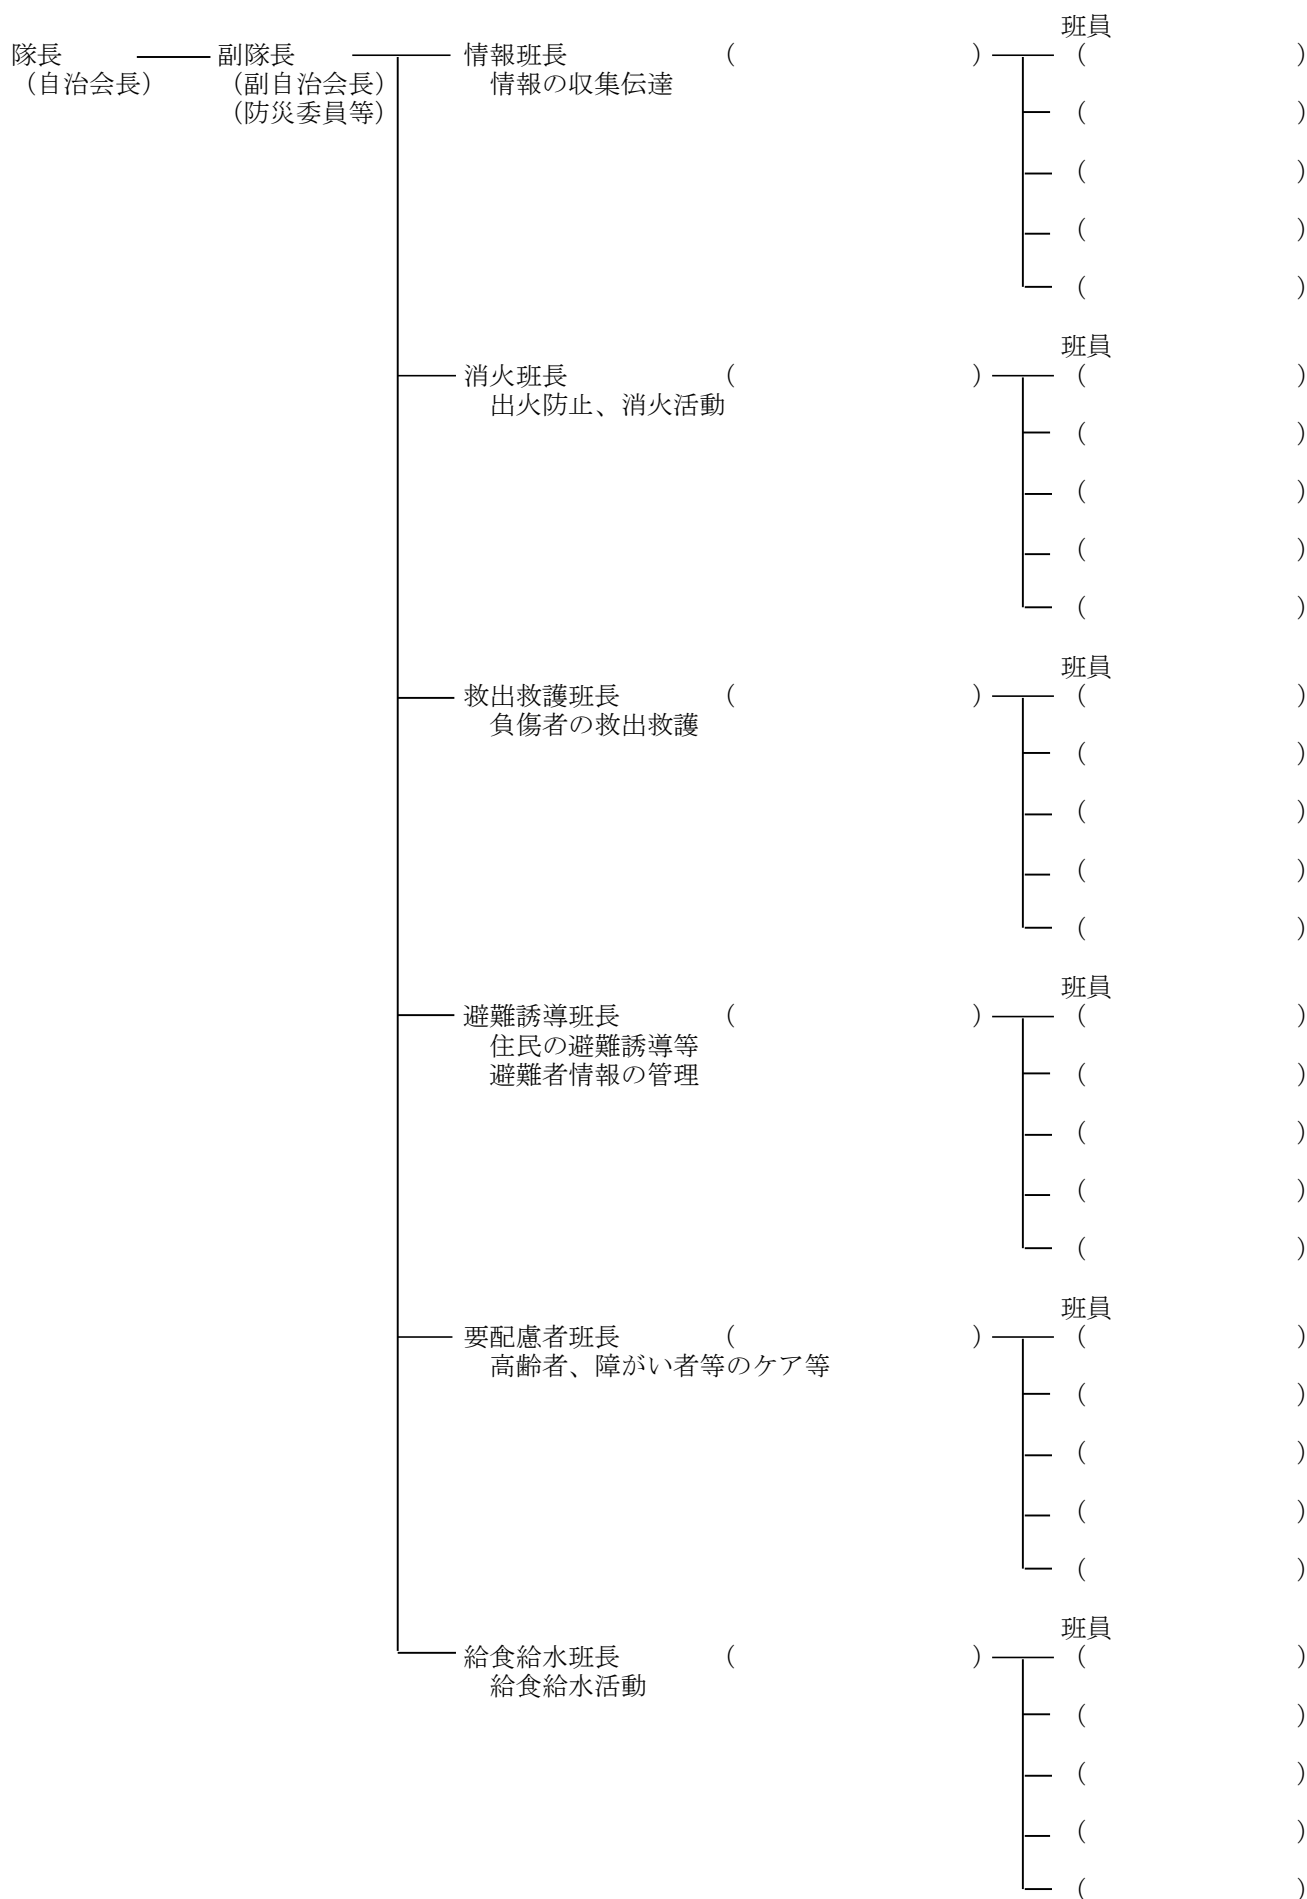 班員
隊長 副隊長 情報班長 （ ） （ ）
（自治会長） （副自治会長） 情報の収集伝達
（防災委員等） （ ）
（ ）
（ ）
（ ）
班員
消火班長 （ ） （ ）
出火防止、消火活動
（ ）
（ ）
（ ）
（ ）
班員
救出救護班長 （ ） （ ）
負傷者の救出救護
（ ）
（ ）
（ ）
（ ）
班員
避難誘導班長 （ ） （ ）
住民の避難誘導等
避難者情報の管理 （ ）
（ ）
（ ）
（ ）
班員
要配慮者班長 （ ） （ ）
高齢者、障がい者等のケア等
（ ）
（ ）
（ ）
（ ）
班員
給食給水班長 （ ） （ ）
給食給水活動
（ ）
（ ）
（ ）
（ ）